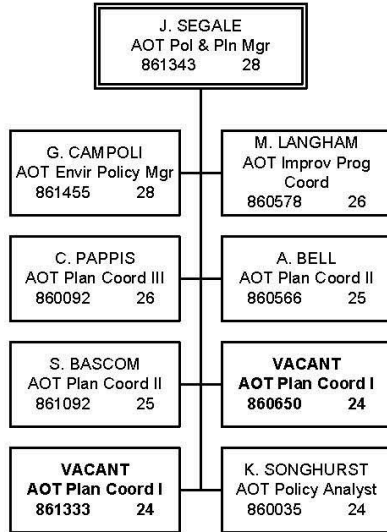 J. SEGALE
AOT Pol & Pln Mgr
861343 28
G. CAMPOLI
AOT Envir Policy Mgr
861455 28
M. LANGHAM
AOT Improv Prog
Coord
860578 26
C. PAPPIS
AOT Plan Coord III
860092 26
A. BELL
AOT Plan Coord II
860566 25
S. BASCOM
AOT Plan Coord II
861092 25
VACANT
AOT Plan Coord I
860650 24
VACANT
AOT Plan Coord I
861333 24
K. SONGHURST
AOT Policy Analyst
860035 24